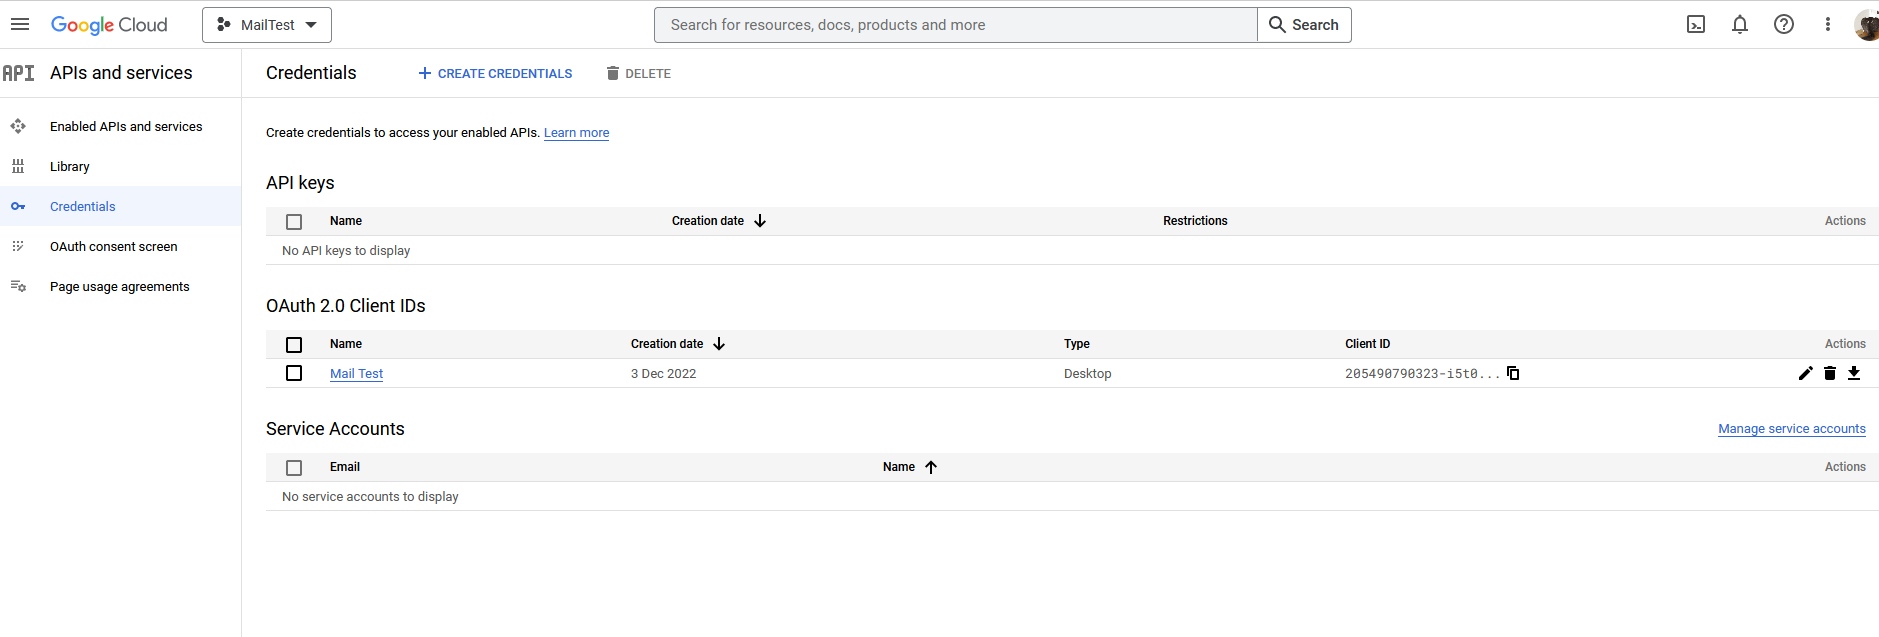 Google Cloud
MailTest
Search for resources, docs, products and more
Search
API APIs and services
Credentials
CREATE CREDENTIALS
DELETE
Enabled APIs and services
Library
Credentials
OAuth consent screen
Page usage agreements
Create credentials to access your enabled APIs. Learn more
API keys
Name Creation date Restrictions Actions
No API keys to display
OAuth 2.0 Client IDs
Name Creation date Type Client ID Actions
Mail Test 3 Dec 2022 Desktop 205490790323-i5t0...
Service Accounts
Manage service accounts
Email Name Actions
No service accounts to display